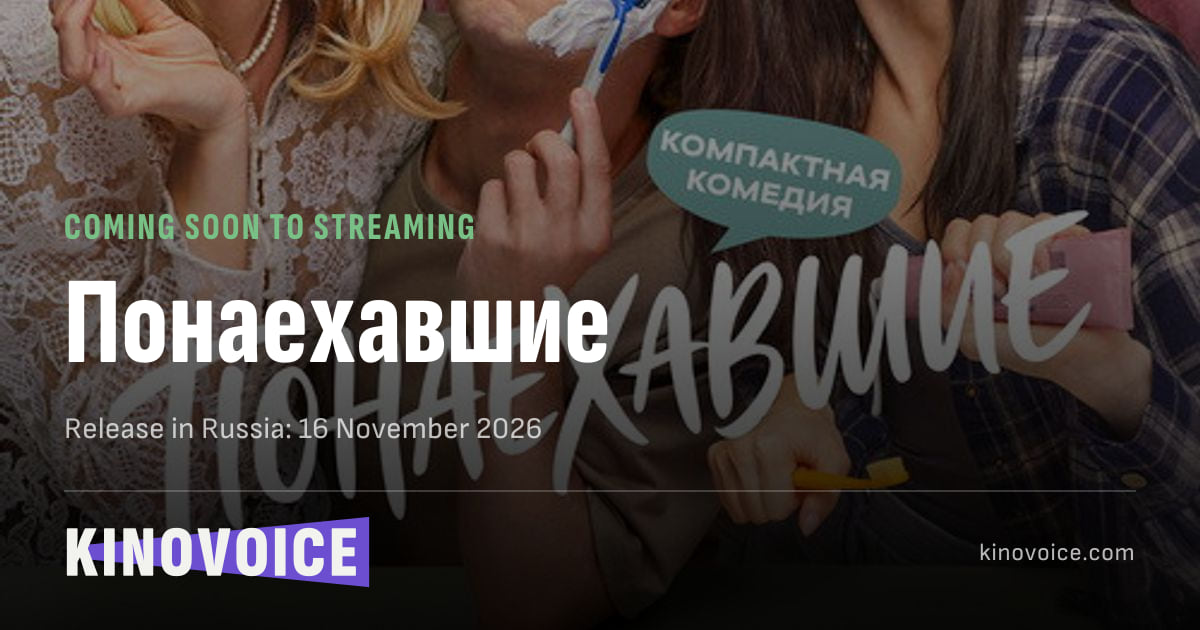 КОМПАКТНАЯ
КОМЕДИЯ
COMING SOON TO STREAMING
Понаехавшие
ПОНАЕХАВШИЕ
Release in Russia: 16 November 2026
KINOVOICE
kinovoice.com